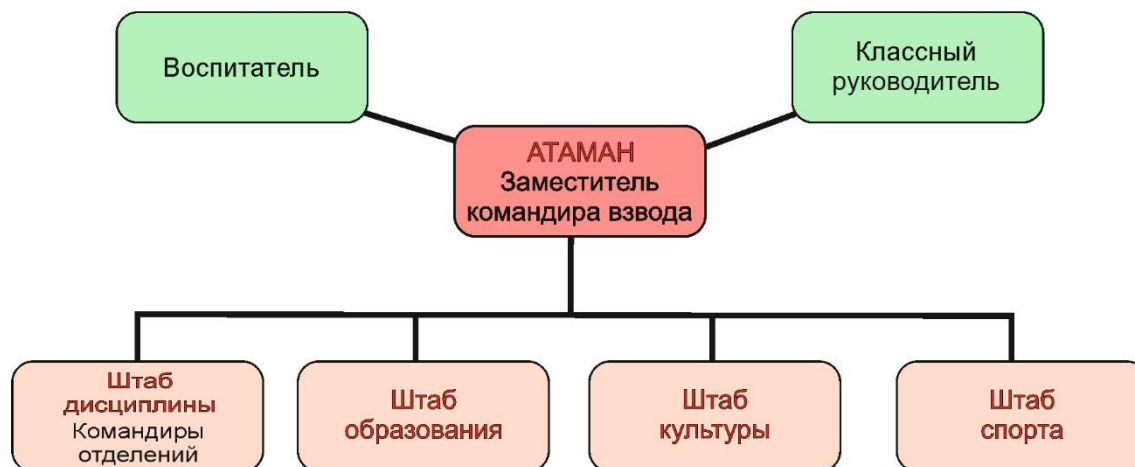 Воспитатель
Классный
руководитель
АТАМАН
Заместитель
командира взвода
Штаб
дисциплины
Командиры
отделений
Штаб
образования
Штаб
культуры
Штаб
спорта